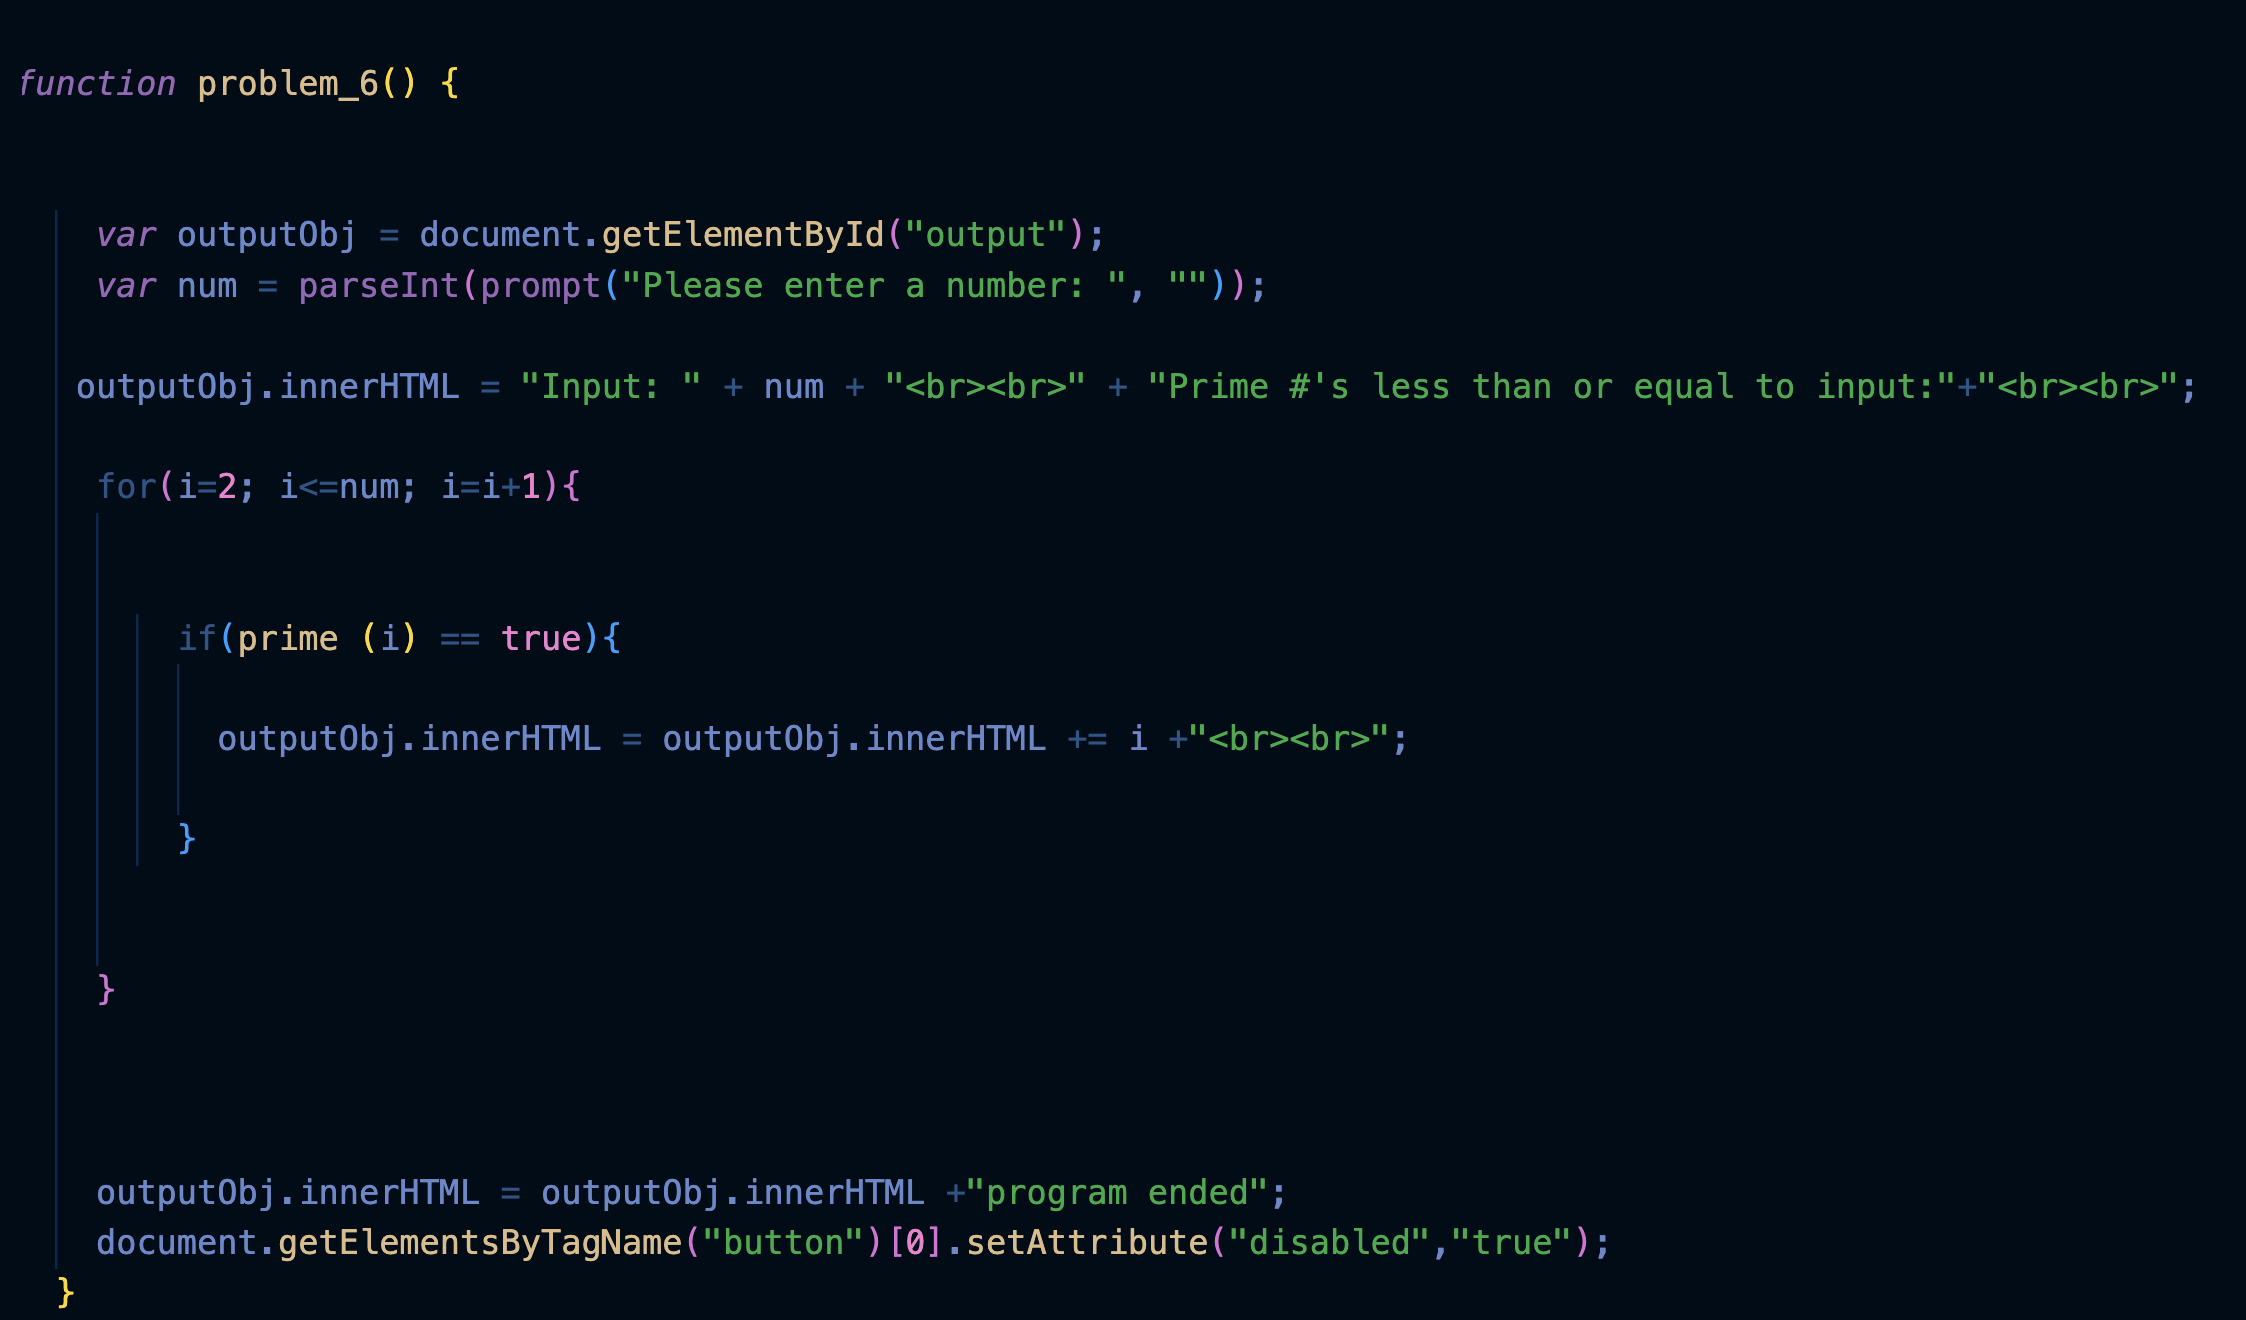 function problem_6() {
var outputObj = document.getElementById("output");
var num = parseInt(prompt("Please enter a number: ", ""));
outputObj.innerHTML = "Input: " + num + "<br><br>" + "Prime #'s less than or equal to input:"+"<br><br>";
for(i=2; i<=num; i=i+1){
if(prime (i) == true){
outputObj.innerHTML = outputObj.innerHTML += i +"<br><br>";
}
}
outputObj.innerHTML = outputObj.innerHTML +"program ended";
document.getElementsByTagName("button")[0].setAttribute("disabled","true");
}